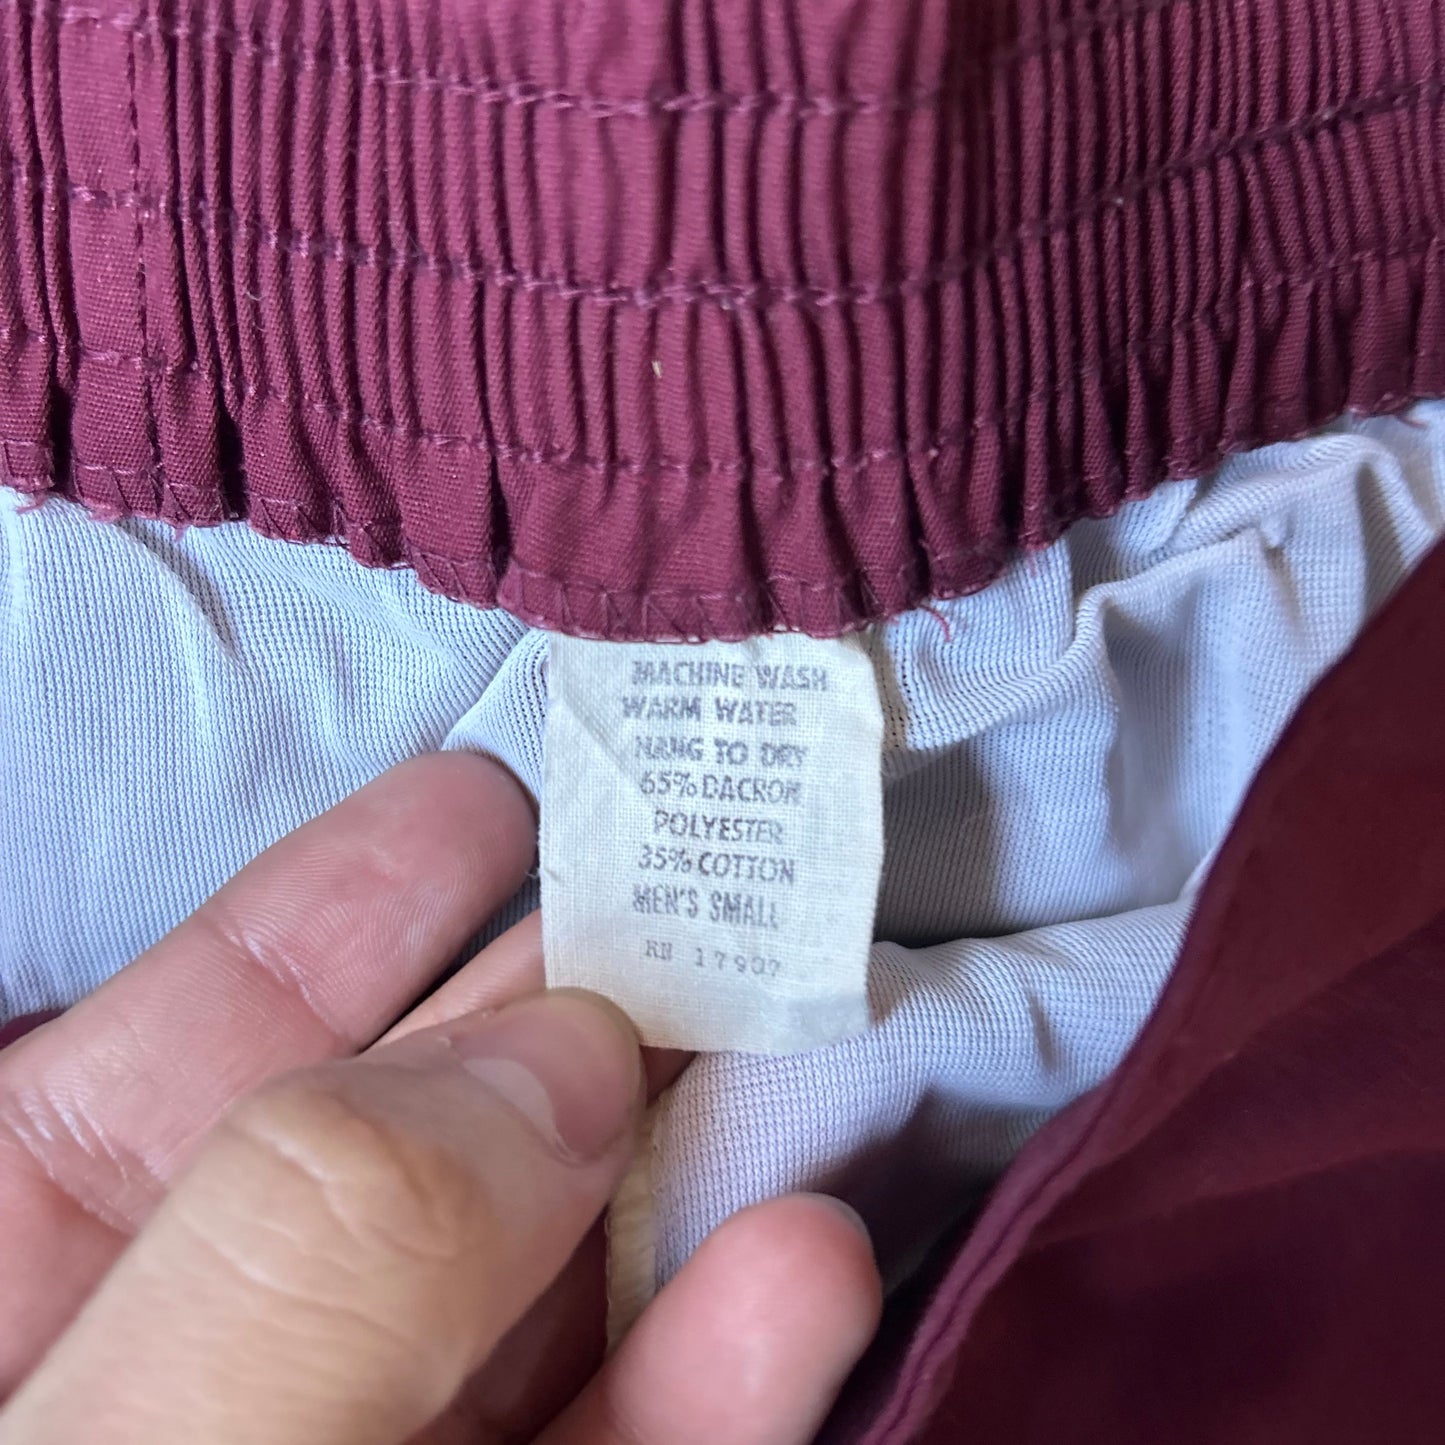 MACHINE WASH
WARM WATER
HANG TO DRY
65% DACRON
POLYESTER
35% COTTON
MEN'S SMALL
RN 17907